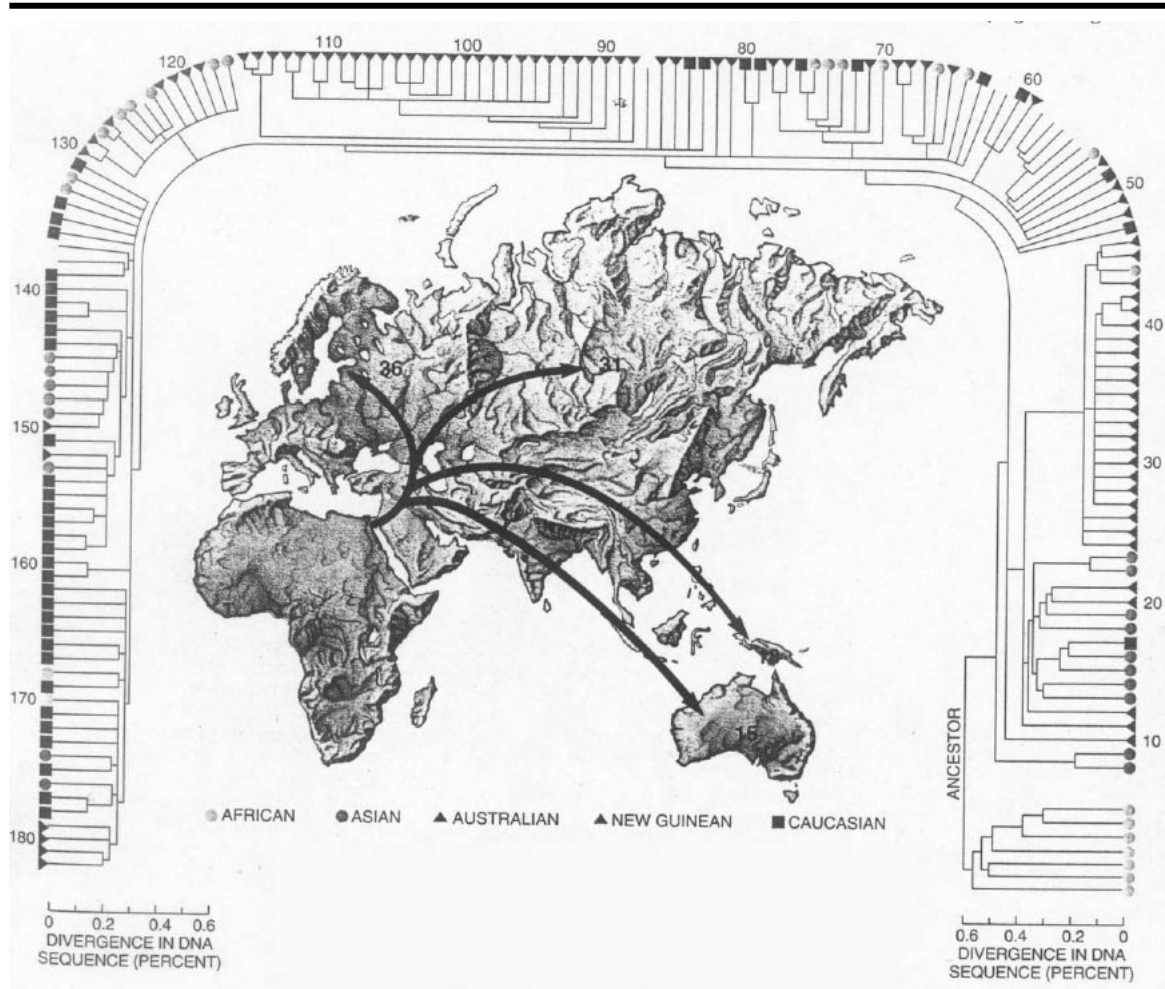 110
100
90
80
70
120
60
130
50
140
40
36
31
150
30
160
20
170
10
15
ANCESTOR
AFRICAN
ASIAN
AUSTRALIAN
NEW GUINEAN
CAUCASIAN
180
0 0.2 0.4 0.6
DIVERGENCE IN DNA
SEQUENCE (PERCENT)
0.6 0.4 0.2 0
DIVERGENCE IN DNA
SEQUENCE (PERCENT)